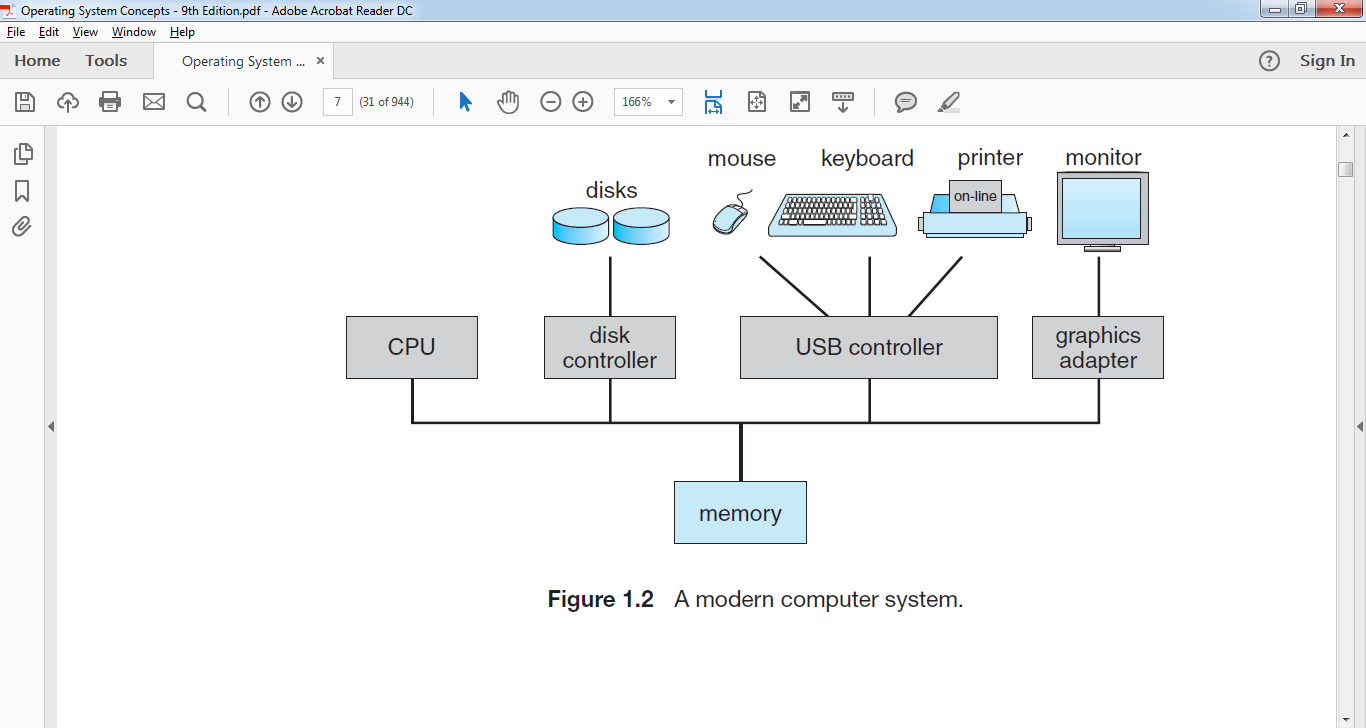 Operating System Concepts - 9th Edition.pdf - Adobe Acrobat Reader DC
File Edit View Window Help
Home Tools Operating System ... × ? Sign In
7 (31 of 944) 166%
mouse keyboard printer monitor
disks
on-line
CPU
disk
controller
USB controller
graphics
adapter
memory
Figure 1.2 A modern computer system.